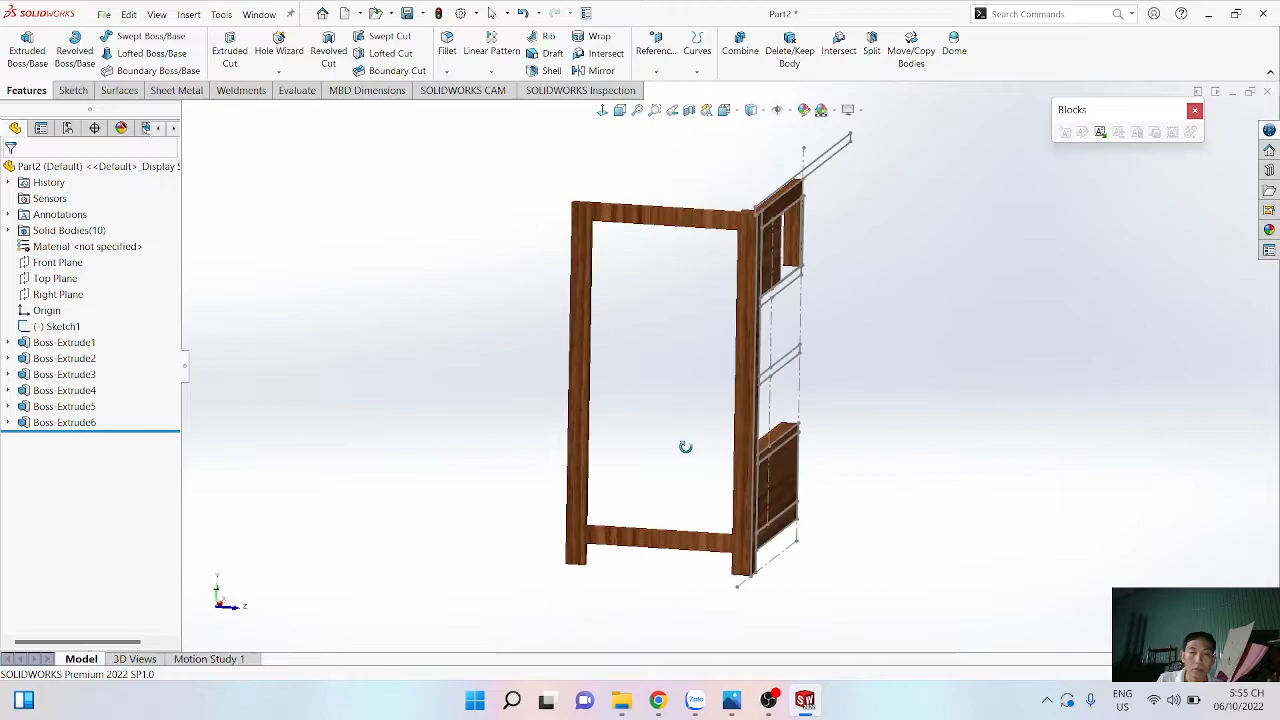 SOLIDWORKS File Edit View Insert Tools Window Part2 * Search Commands
Extruded Boss/Base Revolved Boss/Base Swept Boss/Base Lofted Boss/Base Boundary Boss/Base Extruded Cut Hole Wizard Revolved Cut Swept Cut Lofted Cut Boundary Cut Fillet Linear Pattern Rib Draft Shell Wrap Intersect Mirror Referenc... Curves Combine Delete/Keep Body Intersect Split Move/Copy Bodies Dome
Features Sketch Surfaces Sheet Metal Weldments Evaluate MBD Dimensions SOLIDWORKS CAM SOLIDWORKS Inspection
Blocks
Part2 (Default) <<Default>_Display S
History
Sensors
Annotations
Solid Bodies(10)
Material <not specified>
Front Plane
Top Plane
Right Plane
Origin
(-) Sketch1
Boss-Extrude1
Boss-Extrude2
Boss-Extrude3
Boss-Extrude4
Boss-Extrude5
Boss-Extrude6
Y
Z
Model 3D Views Motion Study 1
SOLIDWORKS Premium 2022 SP1.0
Zalo
SW
ENG
US
5:55 CH
06/10/2022